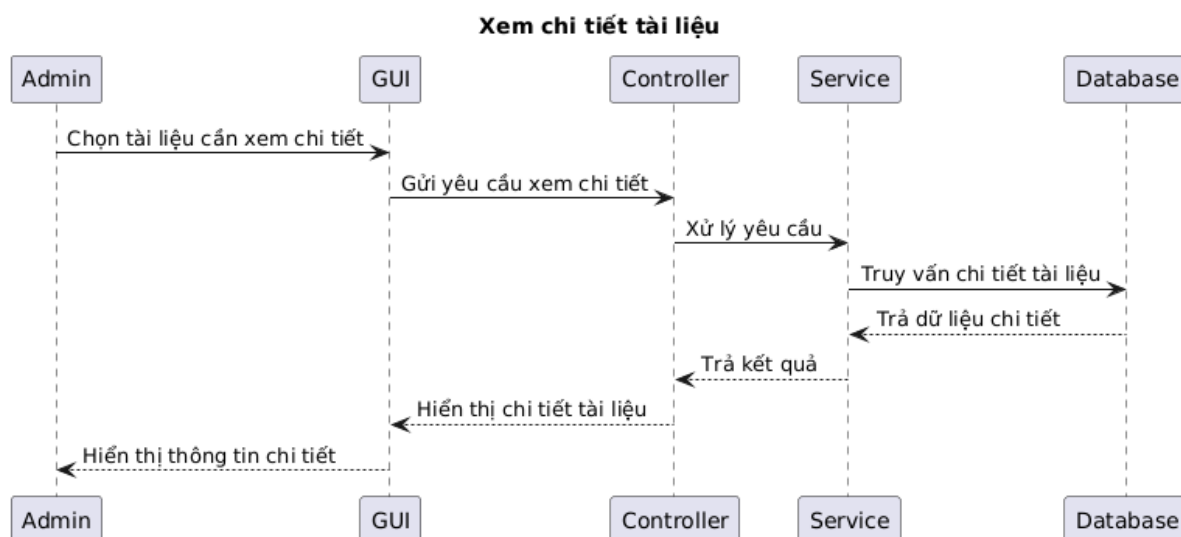 Xem chi tiết tài liệu
Admin
GUI
Controller
Service
Database
Chọn tài liệu cần xem chi tiết
Gửi yêu cầu xem chi tiết
Xử lý yêu cầu
Truy vấn chi tiết tài liệu
Trả dữ liệu chi tiết
Trả kết quả
Hiển thị chi tiết tài liệu
Hiển thị thông tin chi tiết
Admin
GUI
Controller
Service
Database